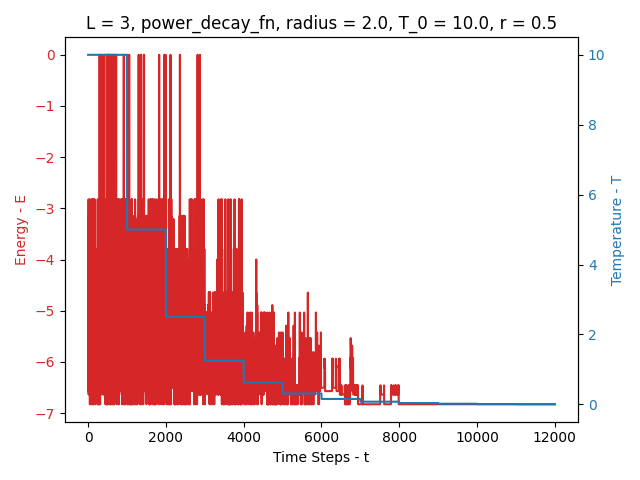 L = 3, power_decay_fn, radius = 2.0, T_0 = 10.0, r = 0.5
0
−1
−2
−3
−4
−5
−6
−7
Energy - E
10
8
6
4
2
0
Temperature - T
0 2000 4000 6000 8000 10000 12000
Time Steps - t